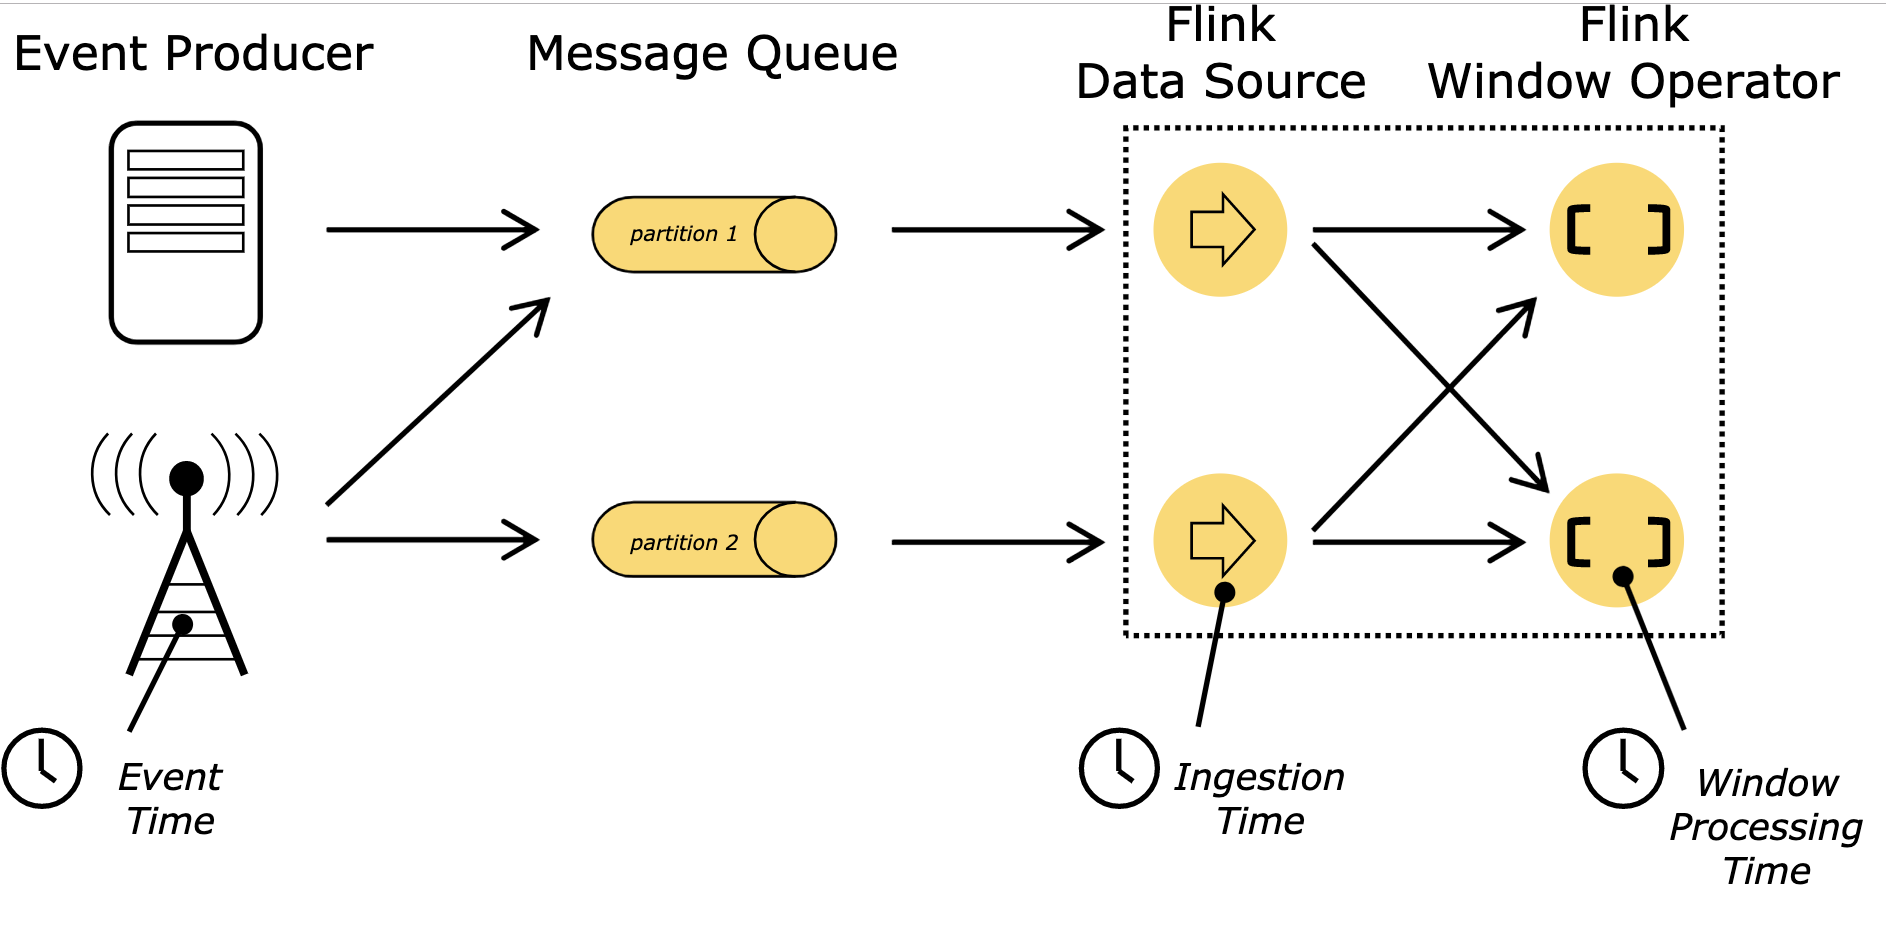 Event Producer
Message Queue
Flink
Data Source
Flink
Window Operator
partition 1
partition 2
Event
Time
Ingestion
Time
Window
Processing
Time